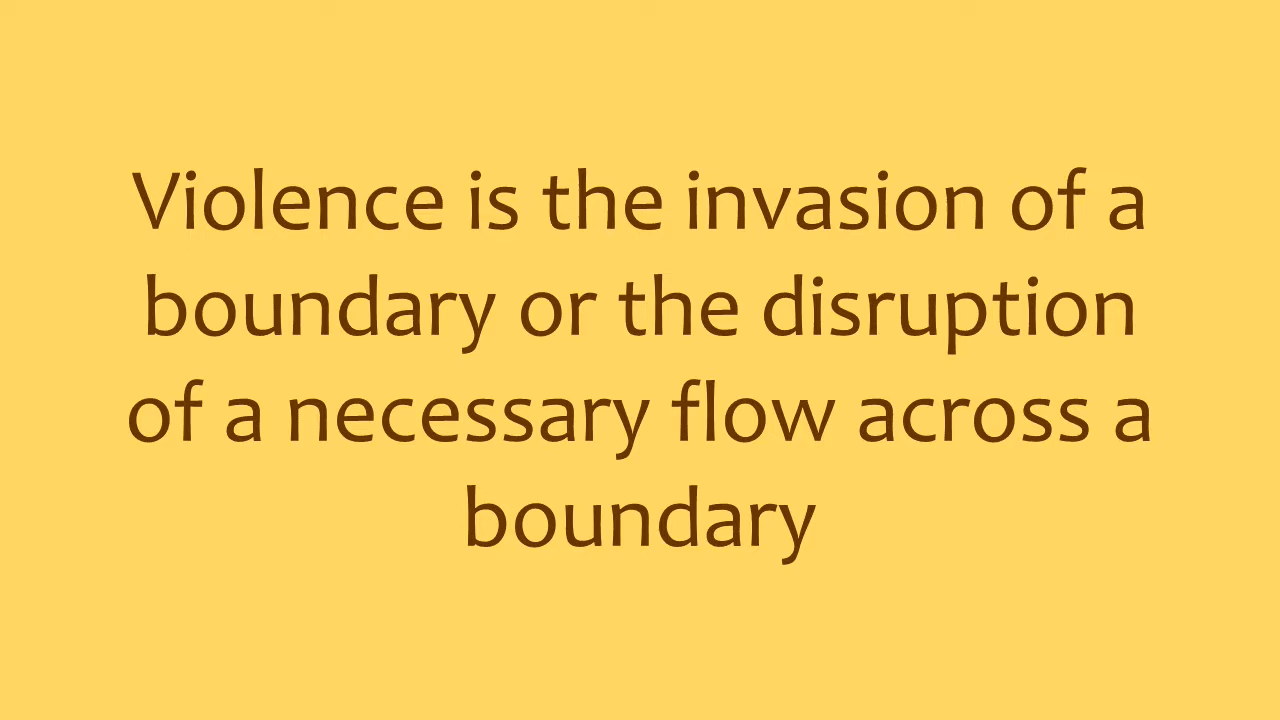 Violence is the invasion of a
boundary or the disruption
of a necessary flow across a
boundary